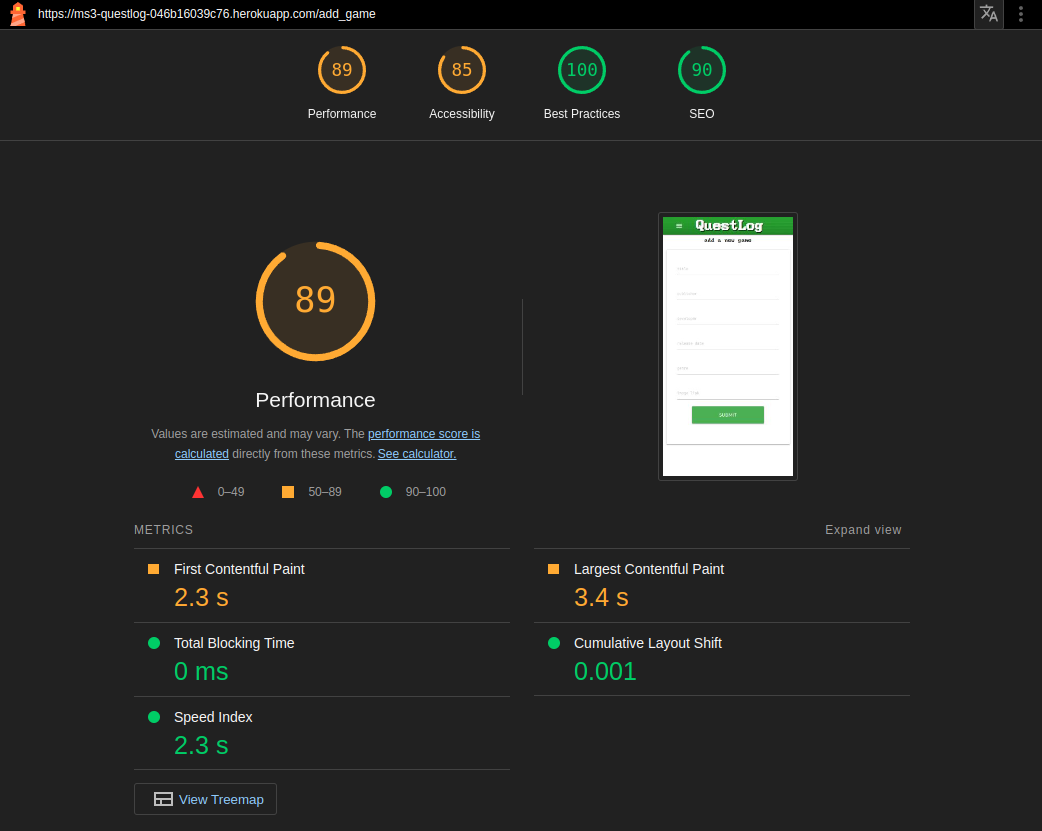 https://ms3-questlog-046b16039c76.herokuapp.com/add_game
89
85
100
90
Performance
Accessibility
Best Practices
SEO
QuestLog
add a new game
SUBMIT
89
Performance
Values are estimated and may vary. The performance score is
calculated directly from these metrics. See calculator.
0–49
50–89
90–100
METRICS
Expand view
First Contentful Paint
2.3 s
Largest Contentful Paint
3.4 s
Total Blocking Time
0 ms
Cumulative Layout Shift
0.001
Speed Index
2.3 s
View Treemap